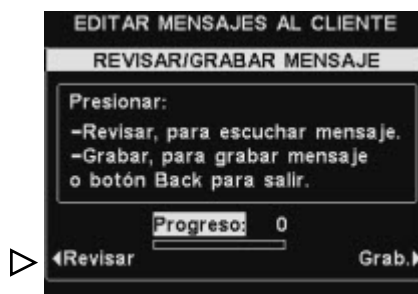 EDITAR MENSAJES AL CLIENTE
REVISAR/GRABAR MENSAJE
Presionar:
-Revisar, para escuchar mensaje.
-Grabar, para grabar mensaje
o botón Back para salir.
Progreso: 0
Revisar Grab.